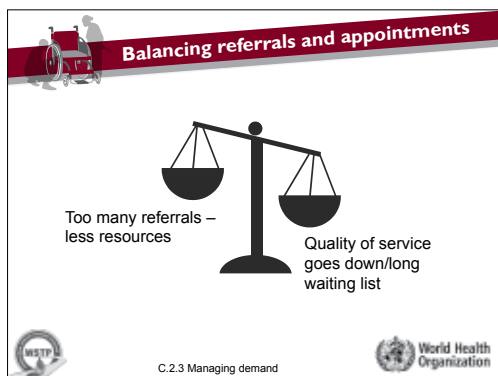 Balancing referrals and appointments
Too many referrals –
less resources
Quality of service
goes down/long
waiting list
WSTP
C.2.3 Managing demand
World Health
Organization